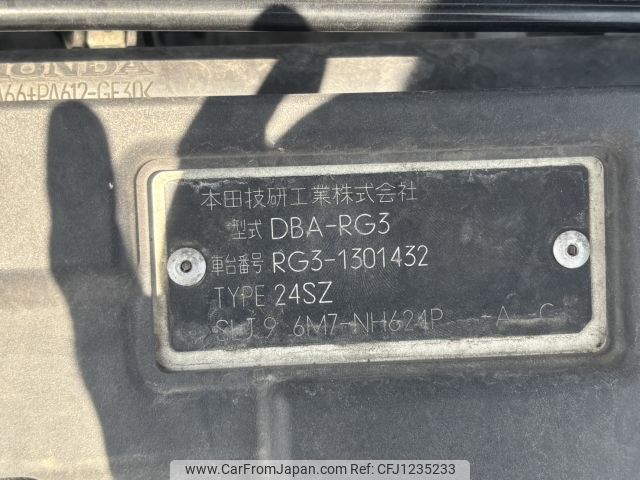 HONDA
本田技研工業株式会社
型式 DBA-RG3
車台番号 RG3-1301432
TYPE 24SZ
SLJ9 6M7-NH624P -A -C
www.CarFromJapan.com | CFJ1235233